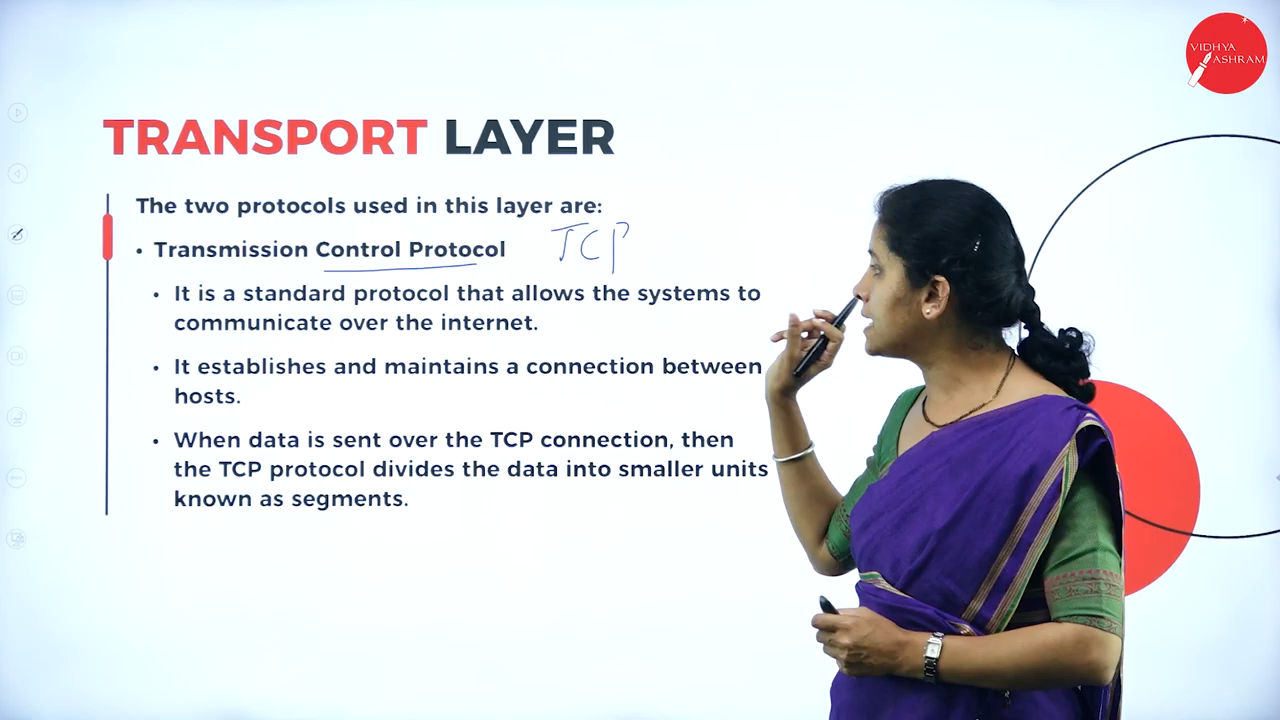 VIDHYA
ASHRAM
TRANSPORT LAYER
The two protocols used in this layer are:
• Transmission Control Protocol TCP
• It is a standard protocol that allows the systems to
communicate over the internet.
• It establishes and maintains a connection between
hosts.
• When data is sent over the TCP connection, then
the TCP protocol divides the data into smaller units
known as segments.